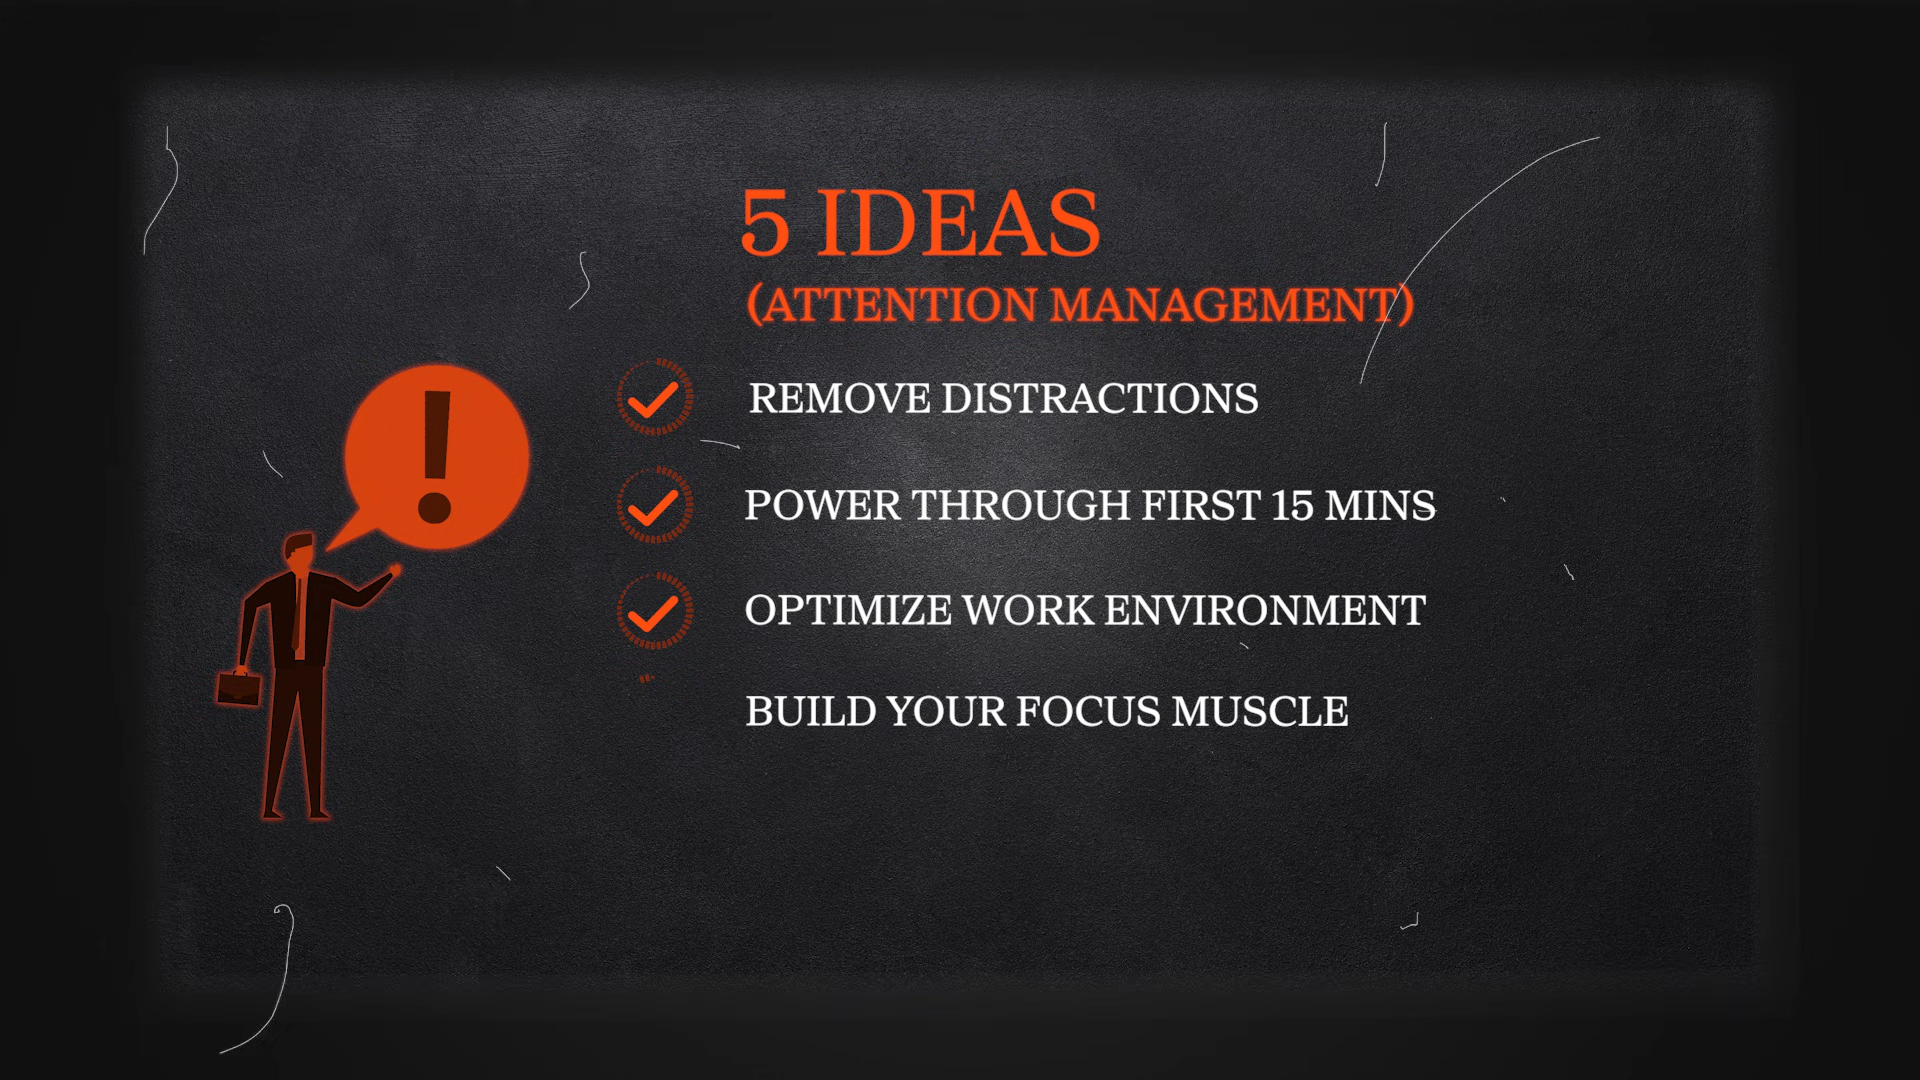 5 IDEAS
(ATTENTION MANAGEMENT)
REMOVE DISTRACTIONS
POWER THROUGH FIRST 15 MINS
OPTIMIZE WORK ENVIRONMENT
BUILD YOUR FOCUS MUSCLE
!